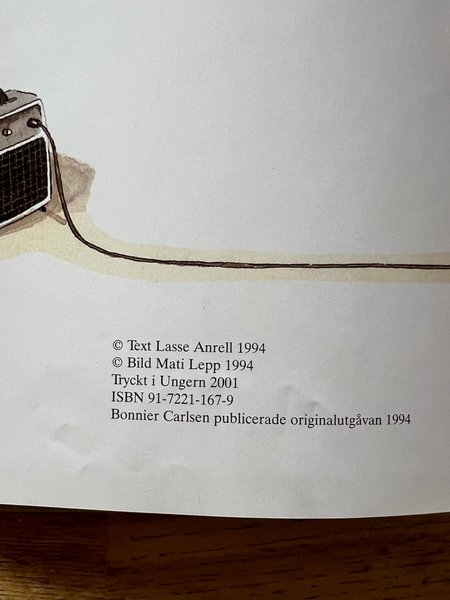 © Text Lasse Anrell 1994
© Bild Mati Lepp 1994
Tryckt i Ungern 2001
ISBN 91-7221-167-9
Bonnier Carlsen publicerade originalutgåvan 1994